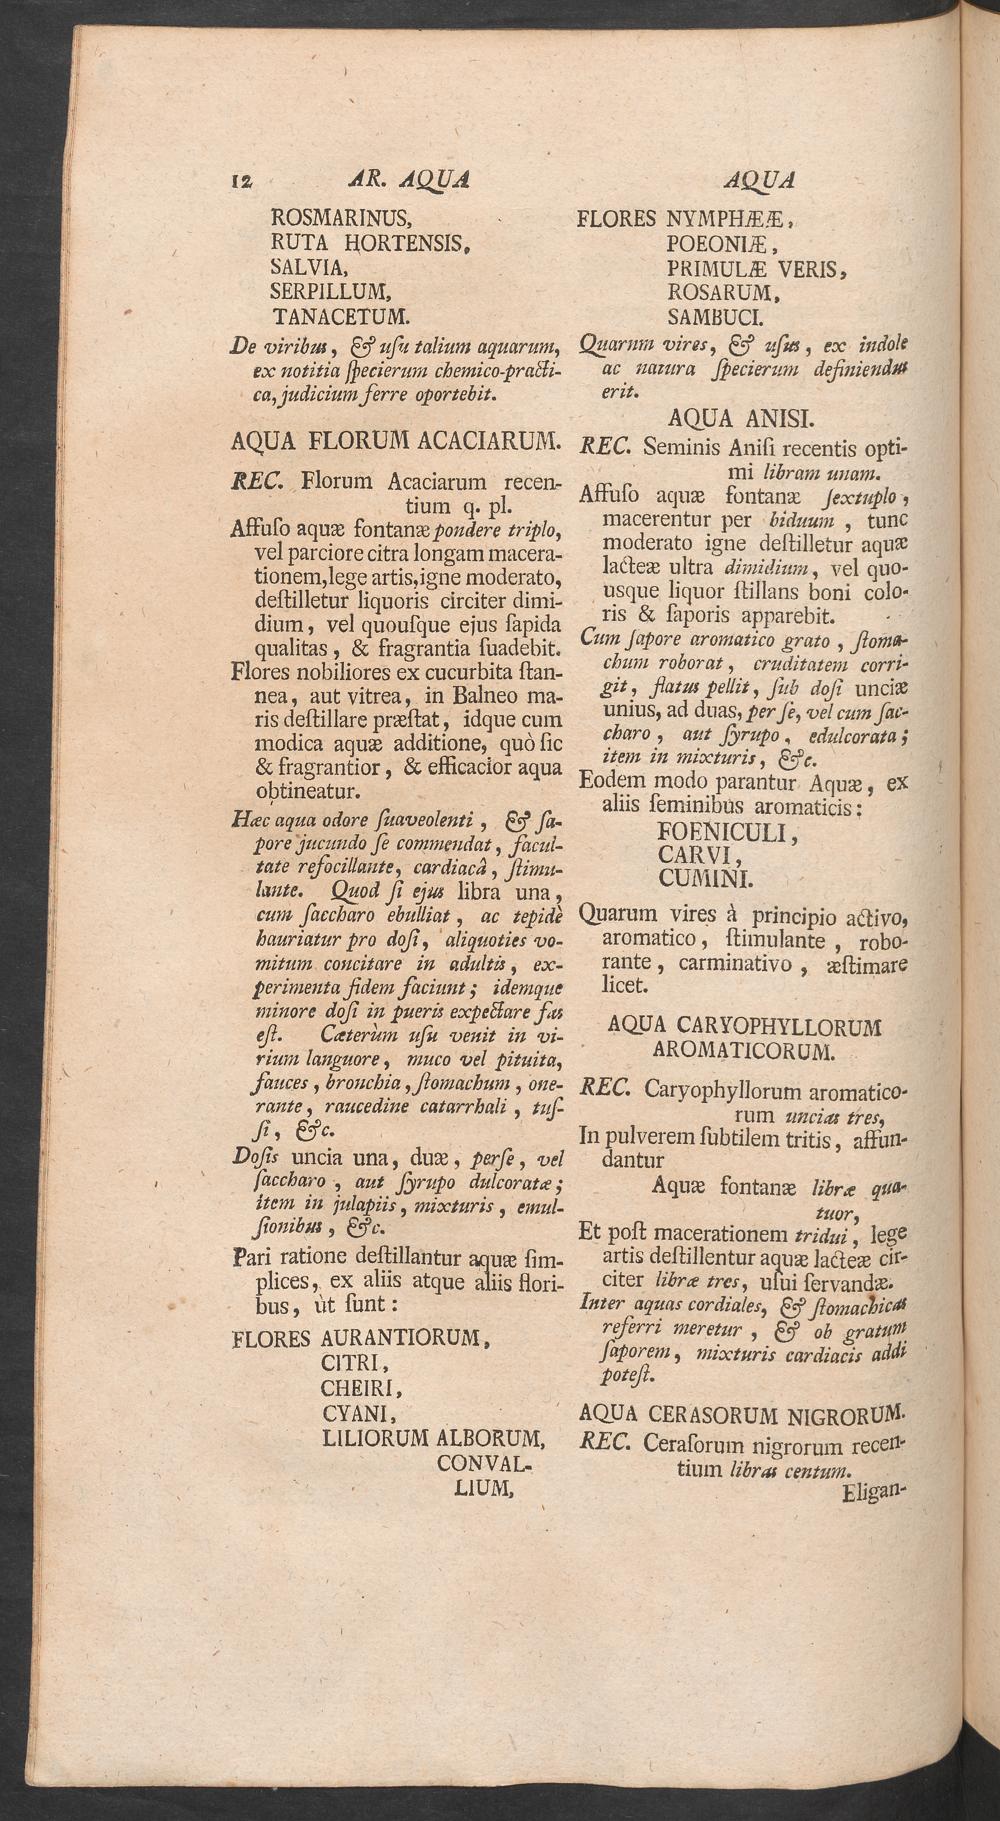 12 AR. AQUA
ROSMARINUS,
RUTA HORTENSIS,
SALVIA,
SERPILLUM,
TANACETUM.
De viribus, & uſu talium aquarum,
ex notitia ſpecierum chemico-practi-
ca, judicium ferre oportebit.
AQUA FLORUM ACACIARUM.
REC. Florum Acaciarum recen-
tium q. pl.
Affuſo aquæ fontanæ pondere triplo,
vel parciore citra longam macera-
tionem, lege artis, igne moderato,
deſtilletur liquoris circiter dimi-
dium, vel quouſque ejus ſapida
qualitas, & fragrantia ſuadebit.
Flores nobiliores ex cucurbita ſtan-
nea, aut vitrea, in Balneo ma-
ris deſtillare præſtat, idque cum
modica aquæ additione, quò ſic
& fragrantior, & efficacior aqua
obtineatur.
Hæc aqua odore ſuaveolenti, & ſa-
pore jucundo ſe commendat, facul-
tate refocillante, cardiacâ, ſtimu-
lante. Quod ſi ejus libra una,
cum ſaccharo ebulliat, ac tepidè
hauriatur pro doſi, aliquoties vo-
mitum concitare in adultis, ex-
perimenta fidem faciunt; idemque
minore doſi in pueris expectare fas
eſt. Cæterùm uſu venit in vi-
rium languore, muco vel pituita,
fauces, bronchia, ſtomachum, one-
rante, raucedine catarrhali, tuſ-
ſi, &c.
Doſis uncia una, duæ, perſe, vel
ſaccharo, aut ſyrupo dulcoratæ;
item in julapiis, mixturis, emul-
ſionibus, &c.
Pari ratione deſtillantur aquæ ſim-
plices, ex aliis atque aliis flori-
bus, ùt ſunt:
FLORES AURANTIORUM,
CITRI,
CHEIRI,
CYANI,
LILIORUM ALBORUM,
CONVAL-
LIUM,
AQUA
FLORES NYMPHÆÆ,
POEONIÆ,
PRIMULÆ VERIS,
ROSARUM,
SAMBUCI.
Quarnm vires, & uſus, ex indole
ac natura ſpecierum definiendus
erit.
AQUA ANISI.
REC. Seminis Aniſi recentis opti-
mi libram unam.
Affuſo aquæ fontanæ ſextuplo,
macerentur per biduum, tunc
moderato igne deſtilletur aquæ
lacteæ ultra dimidium, vel quo-
usque liquor ſtillans boni colo-
ris & ſaporis apparebit.
Cum ſapore aromatico grato, ſtoma-
chum roborat, cruditatem corri-
git, flatus pellit, ſub doſi unciæ
unius, ad duas, per ſe, vel cum ſac-
charo, aut ſyrupo, edulcorata;
item in mixturis, &c.
Eodem modo parantur Aquæ, ex
aliis ſeminibus aromaticis:
FOENICULI,
CARVI,
CUMINI.
Quarum vires à principio activo,
aromatico, ſtimulante, robo-
rante, carminativo, æſtimare
licet.
AQUA CARYOPHYLLORUM
AROMATICORUM.
REC. Caryophyllorum aromatico-
rum uncias tres,
In pulverem ſubtilem tritis, affun-
dantur
Aquæ fontanæ libræ qua-
tuor,
Et poſt macerationem tridui, lege
artis deſtillentur aquæ lacteæ cir-
citer libræ tres, uſui ſervandæ.
Inter aquas cordiales, & ſtomachicas
referri meretur, & ob gratum
ſaporem, mixturis cardiacis addi
poteſt.
AQUA CERASORUM NIGRORUM.
REC. Ceraſorum nigrorum recen-
tium libras centum.
Eligan-